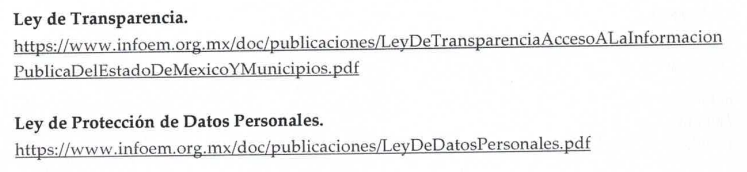 Ley de Transparencia.
https://www.infoem.org.mx/doc/publicaciones/LeyDeTransparenciaAccesoALaInformacion
PublicaDelEstadoDeMexicoYMunicipios.pdf
Ley de Protección de Datos Personales.
https://www.infoem.org.mx/doc/publicaciones/LeyDeDatosPersonales.pdf